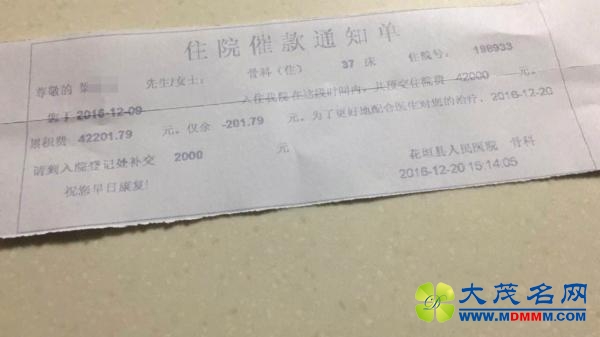 住院催款通知单
尊敬的 先生/女士： 骨科（住） 37 床 住院号： 198933
您于 2016-12-09 入住我院在这段时间内，共预交住院费 42000 元。
累积费 42201.79 元。仅余 -201.79 元。为了更好地配合医生对您的治疗，2016-12-20
请到入院登记处补交 2000 元
祝您早日康复！
花垣县人民医院 骨科
2016-12-20 15:14:05
大茂名网
WWW.MDMMM.COM